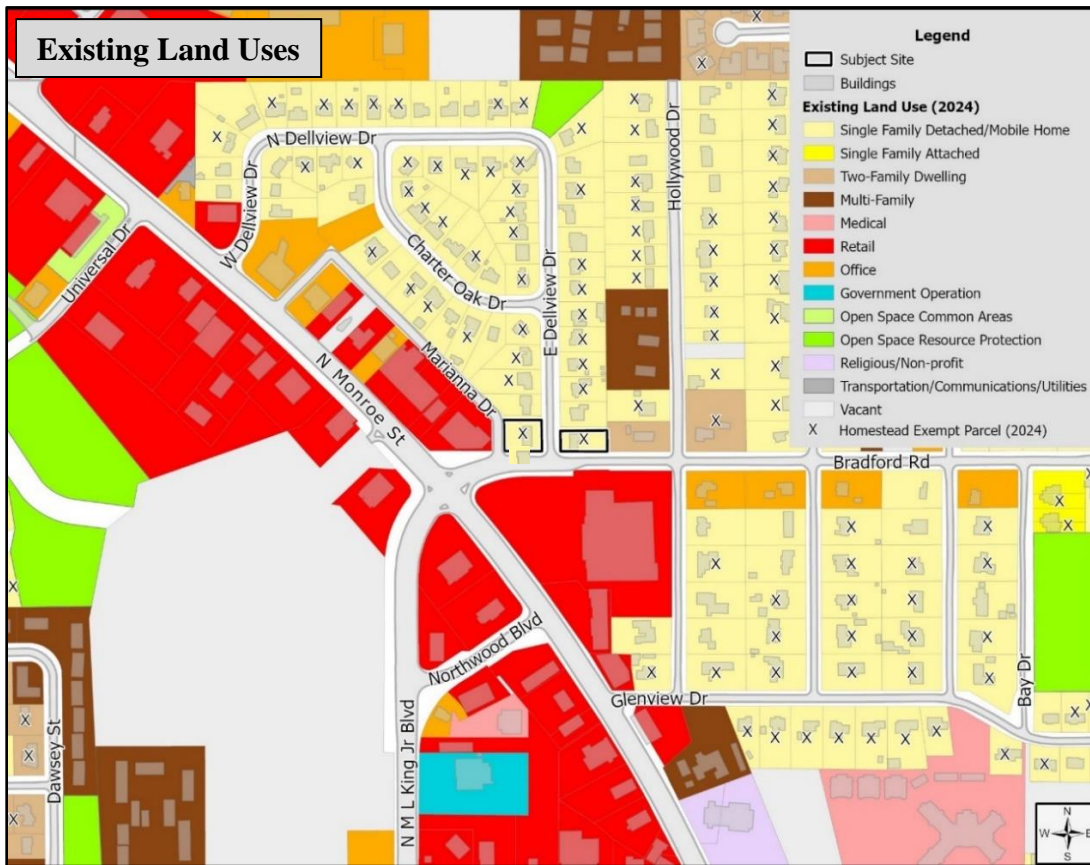 Existing Land Uses
Legend
Subject Site
Buildings
Existing Land Use (2024)
Single Family Detached/Mobile Home
Single Family Attached
Two-Family Dwelling
Multi-Family
Medical
Retail
Office
Government Operation
Open Space Common Areas
Open Space Resource Protection
Religious/Non-profit
Transportation/Communications/Utilities
Vacant
X Homestead Exempt Parcel (2024)
N Dellview Dr
W Dellview Dr
Hollywood Dr
Universal Dr
Charter Oak Dr
E Dellview Dr
Marianna Dr
N Monroe St
Bradford Rd
Northwood Blvd
Glenview Dr
Bay Dr
N M L King Jr Blvd
Dawsey St
N
W E
S